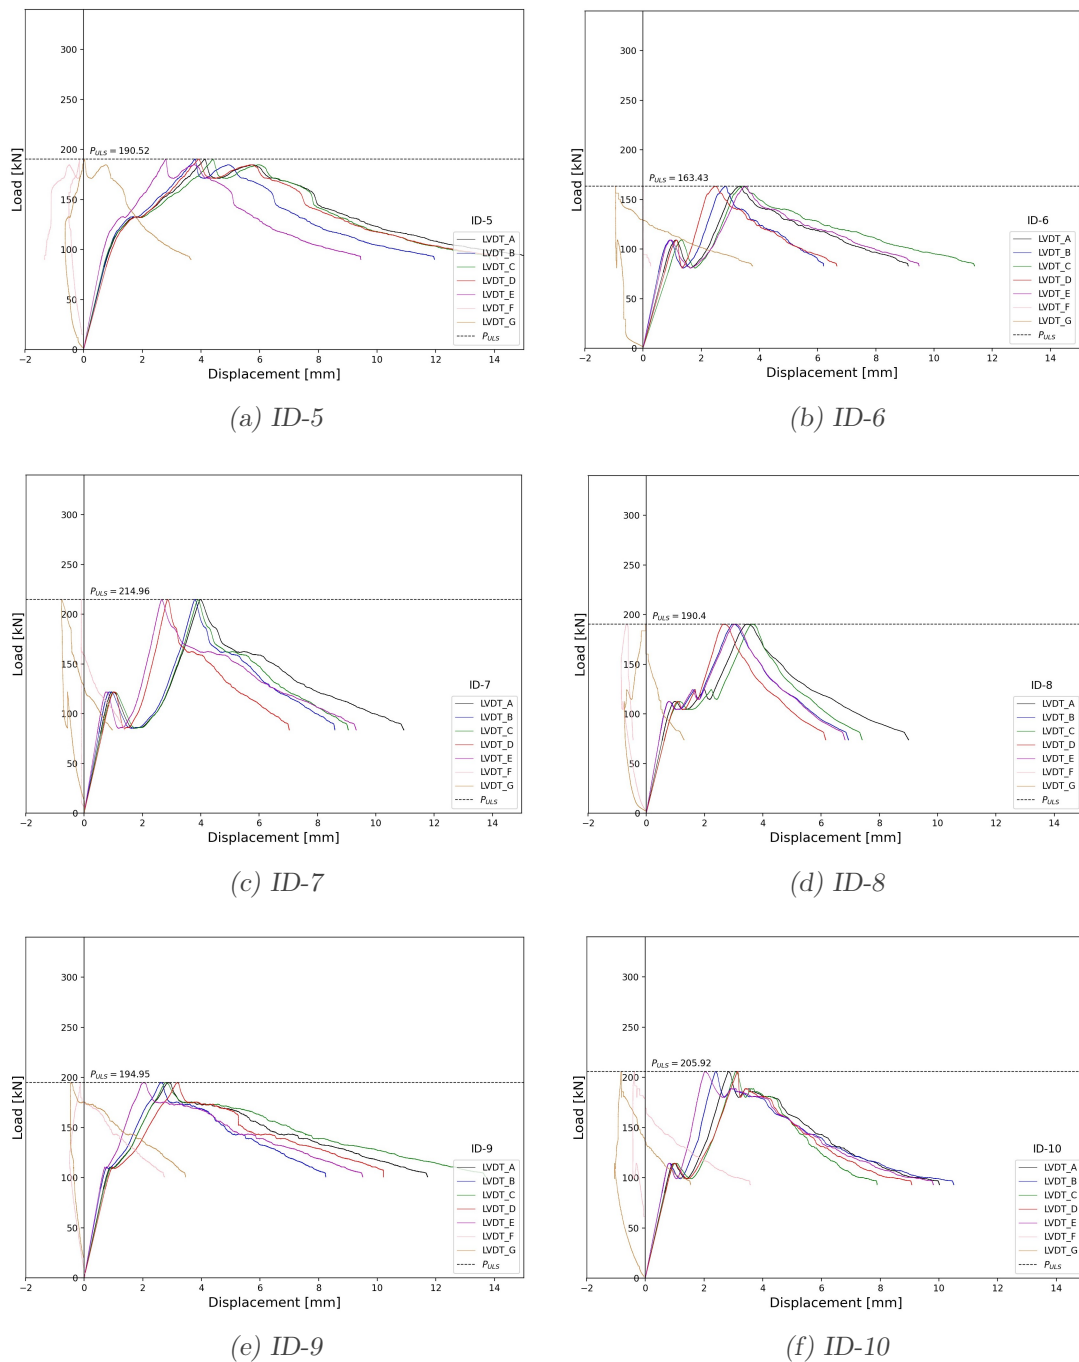 300
250
200
150
100
50
0
Load [kN]
P_ULS = 190.52
ID-5
LVDT_A
LVDT_B
LVDT_C
LVDT_D
LVDT_E
LVDT_F
LVDT_G
P_ULS
−2 0 2 4 6 8 10 12 14
Displacement [mm]
(a) ID-5
300
250
200
150
100
50
0
Load [kN]
P_ULS = 163.43
ID-6
LVDT_A
LVDT_B
LVDT_C
LVDT_D
LVDT_E
LVDT_F
LVDT_G
P_ULS
−2 0 2 4 6 8 10 12 14
Displacement [mm]
(b) ID-6
300
250
200
150
100
50
0
Load [kN]
P_ULS = 214.96
ID-7
LVDT_A
LVDT_B
LVDT_C
LVDT_D
LVDT_E
LVDT_F
LVDT_G
P_ULS
−2 0 2 4 6 8 10 12 14
Displacement [mm]
(c) ID-7
300
250
200
150
100
50
0
Load [kN]
P_ULS = 190.4
ID-8
LVDT_A
LVDT_B
LVDT_C
LVDT_D
LVDT_E
LVDT_F
LVDT_G
P_ULS
−2 0 2 4 6 8 10 12 14
Displacement [mm]
(d) ID-8
300
250
200
150
100
50
0
Load [kN]
P_ULS = 194.95
ID-9
LVDT_A
LVDT_B
LVDT_C
LVDT_D
LVDT_E
LVDT_F
LVDT_G
P_ULS
−2 0 2 4 6 8 10 12 14
Displacement [mm]
(e) ID-9
300
250
200
150
100
50
0
Load [kN]
P_ULS = 205.92
ID-10
LVDT_A
LVDT_B
LVDT_C
LVDT_D
LVDT_E
LVDT_F
LVDT_G
P_ULS
−2 0 2 4 6 8 10 12 14
Displacement [mm]
(f) ID-10